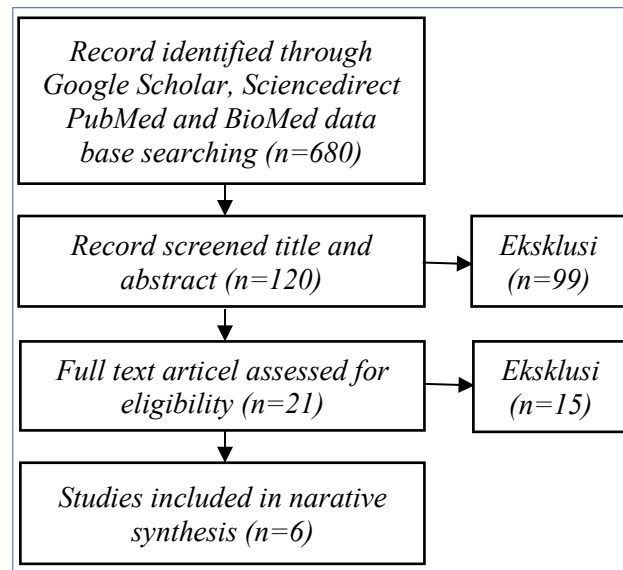 Record identified through
Google Scholar, Sciencedirect
PubMed and BioMed data
base searching (n=680)
Record screened title and
abstract (n=120)
Eksklusi
(n=99)
Full text articel assessed for
eligibility (n=21)
Eksklusi
(n=15)
Studies included in narative
synthesis (n=6)